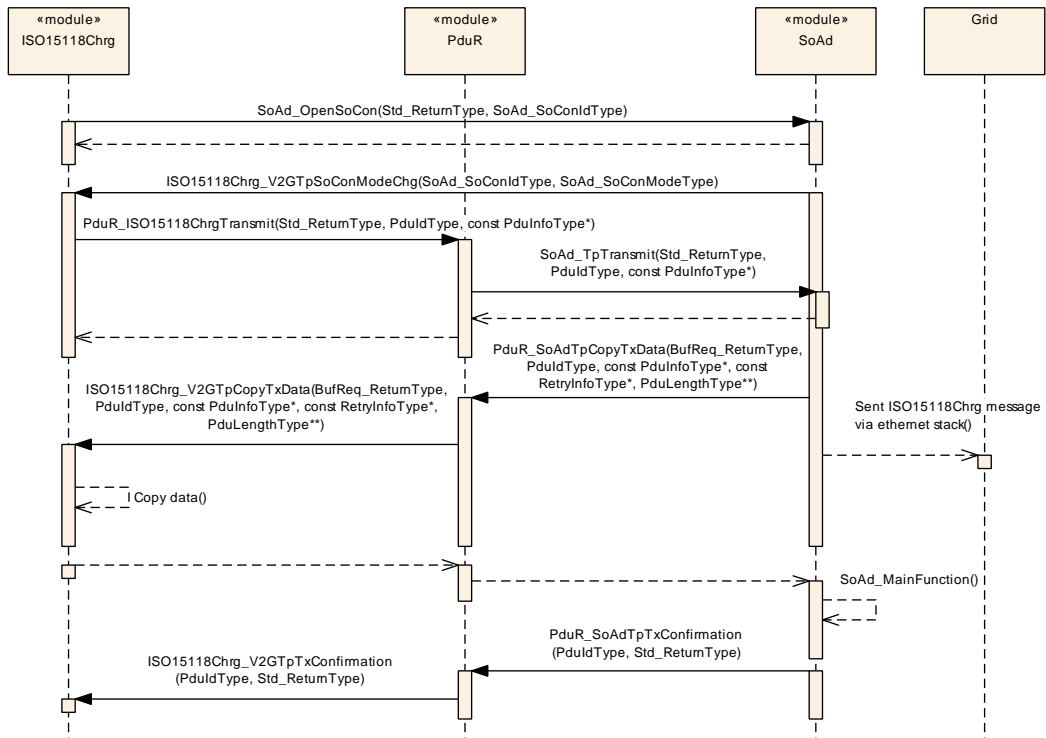 «module»
ISO15118Chrg
«module»
PduR
«module»
SoAd
Grid
SoAd_OpenSoCon(Std_ReturnType, SoAd_SoConIdType)
ISO15118Chrg_V2GTpSoConModeChg(SoAd_SoConIdType, SoAd_SoConModeType)
PduR_ISO15118ChrgTransmit(Std_ReturnType, PduIdType, const PduInfoType*)
SoAd_TpTransmit(Std_ReturnType,
PduIdType, const PduInfoType*)
PduR_SoAdTpCopyTxData(BufReq_ReturnType,
PduIdType, const PduInfoType*, const
RetryInfoType*, PduLengthType**)
ISO15118Chrg_V2GTpCopyTxData(BufReq_ReturnType,
PduIdType, const PduInfoType*, const RetryInfoType*,
PduLengthType**)
Sent ISO15118Chrg message
via ethernet stack()
Copy data()
SoAd_MainFunction()
PduR_SoAdTpTxConfirmation
(PduIdType, Std_ReturnType)
ISO15118Chrg_V2GTpTxConfirmation
(PduIdType, Std_ReturnType)